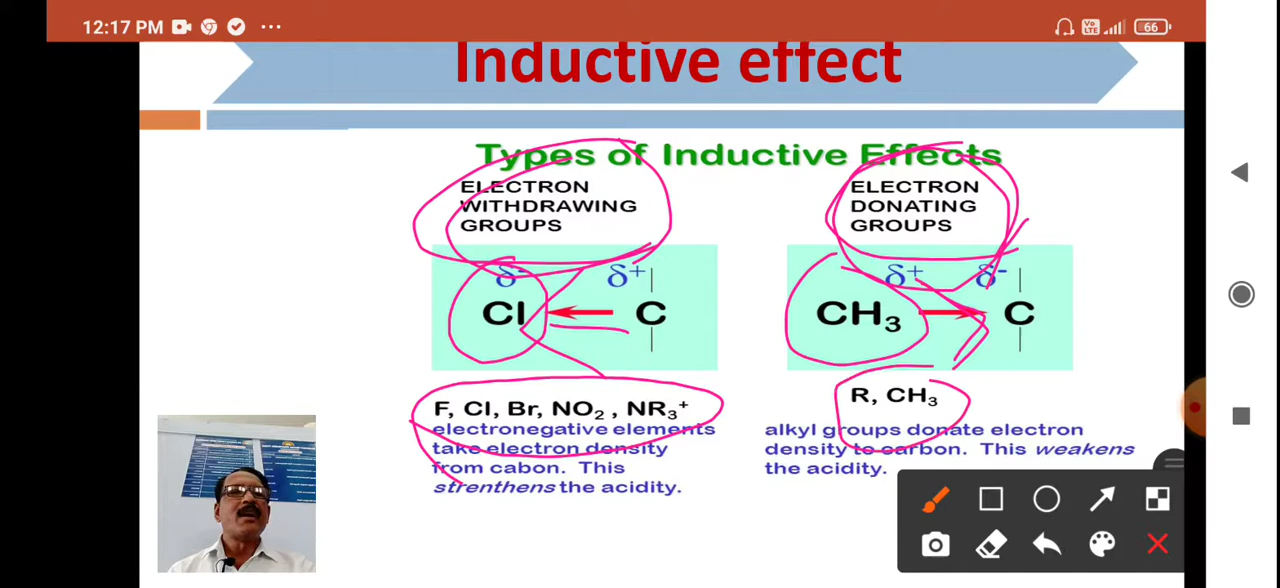 12:17 PM
Vo
LTE
66
Inductive effect
Types of Inductive Effects
ELECTRON
WITHDRAWING
GROUPS
δ- δ+
Cl C
F, Cl, Br, NO₂ , NR₃⁺
electronegative elements
take electron density
from cabon. This
strenthens the acidity.
ELECTRON
DONATING
GROUPS
δ+ δ-
CH₃ C
R, CH₃
alkyl groups donate electron
density to carbon. This weakens
the acidity.